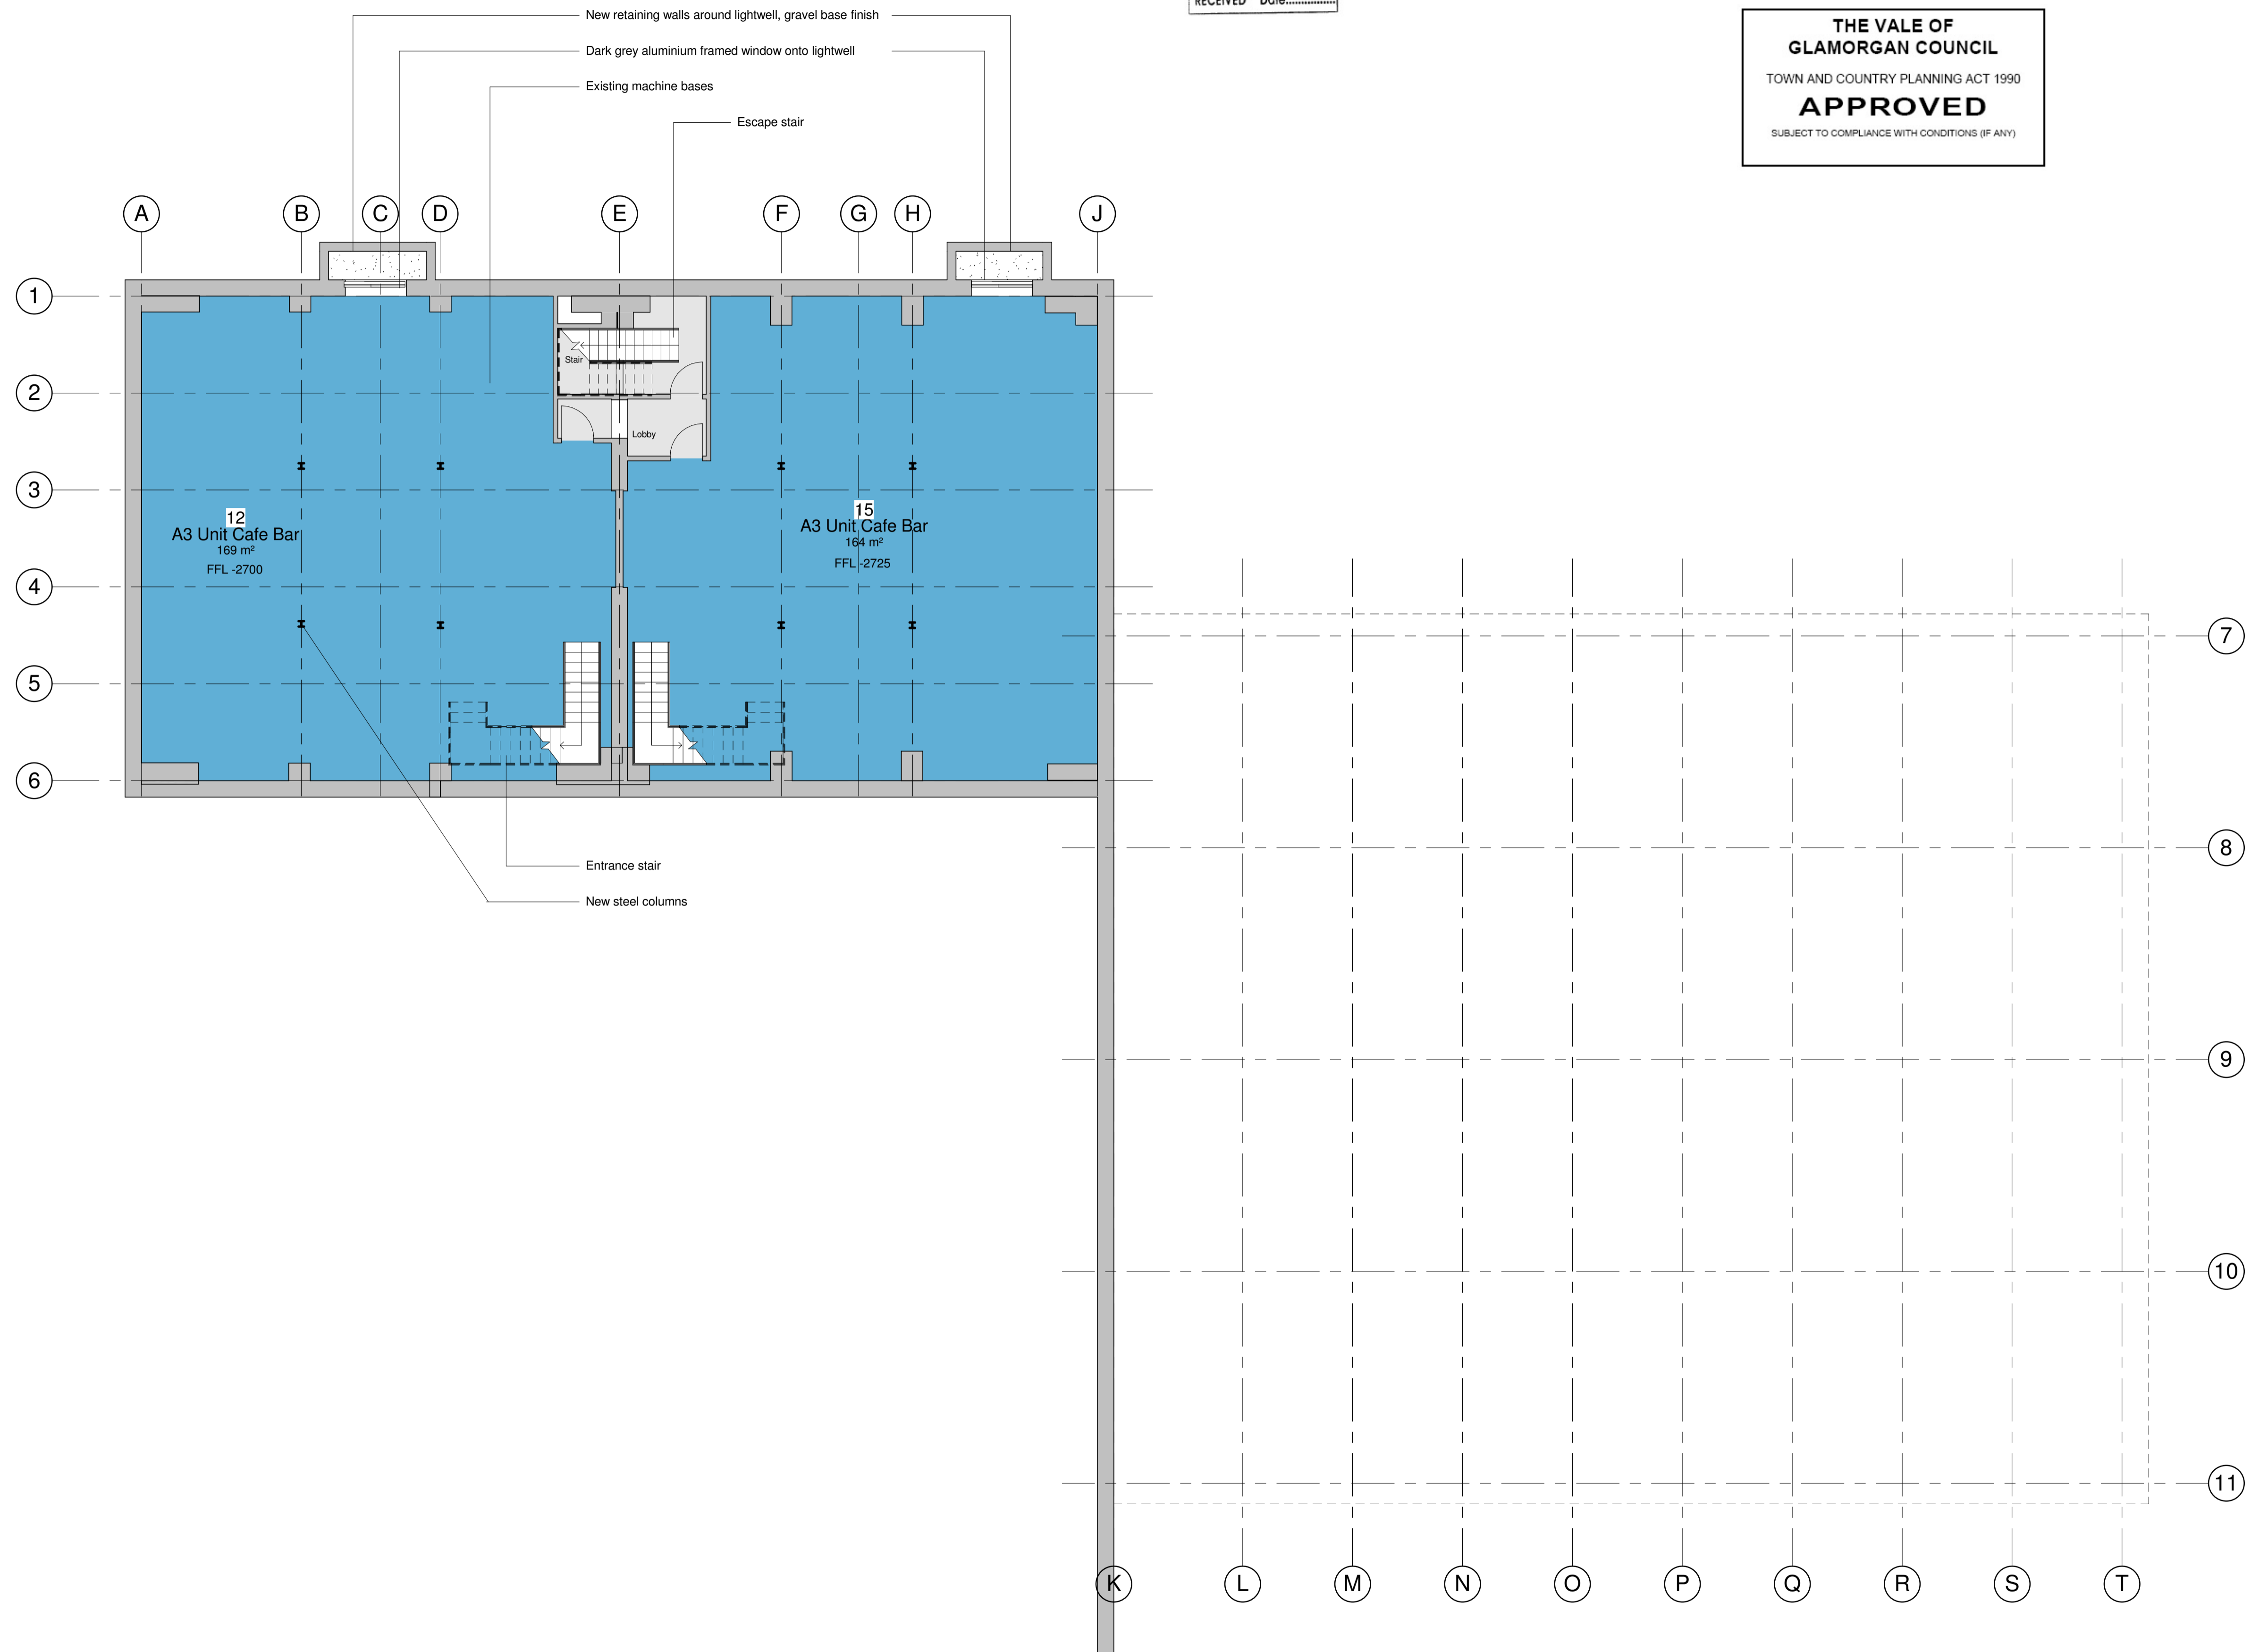 RECEIVED Date................
THE VALE OF
GLAMORGAN COUNCIL
TOWN AND COUNTRY PLANNING ACT 1990
APPROVED
SUBJECT TO COMPLIANCE WITH CONDITIONS (IF ANY)
New retaining walls around lightwell, gravel base finish
Dark grey aluminium framed window onto lightwell
Existing machine bases
Escape stair
A B C D E F G H J
1
2
3
4
5
6
Stair
Lobby
12
A3 Unit Cafe Bar
169 m²
FFL -2700
15
A3 Unit Cafe Bar
164 m²
FFL -2725
Entrance stair
New steel columns
7
8
9
10
11
K L M N O P Q R S T